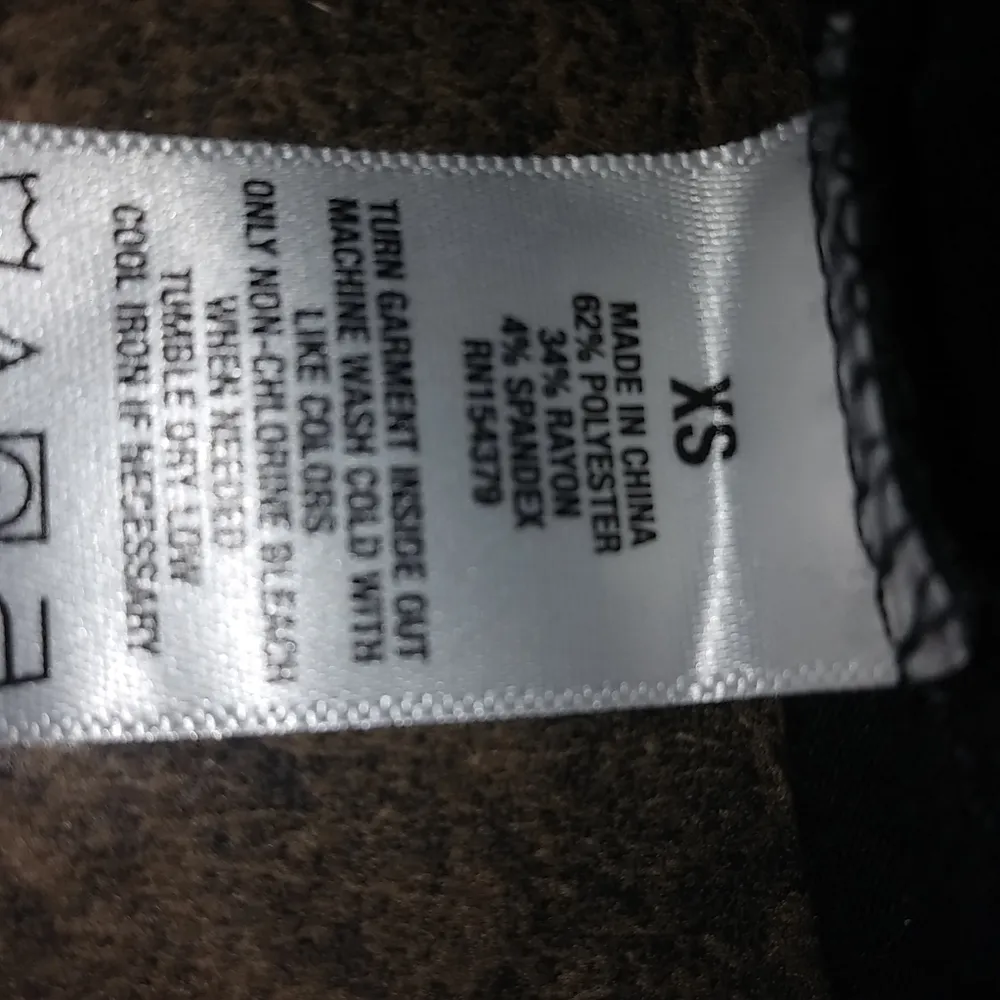 XS
MADE IN CHINA
62% POLYESTER
34% RAYON
4% SPANDEX
RN154379
TURN GARMENT INSIDE OUT
MACHINE WASH COLD WITH
LIKE COLORS
ONLY NON-CHLORINE BLEACH
WHEN NEEDED
TUMBLE DRY LOW
COOL IRON IF NECESSARY